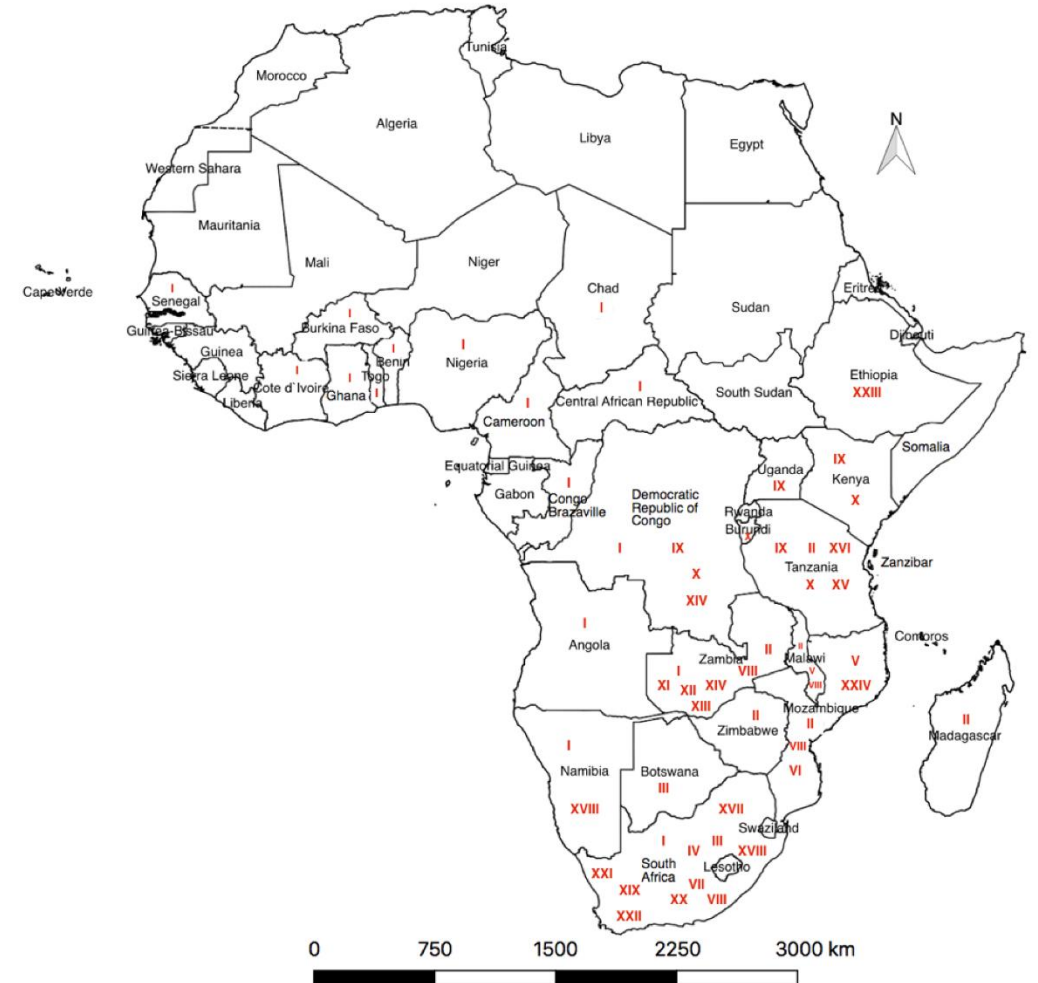 Tunisia
Morocco
Algeria
Libya
Egypt
N
Western Sahara
Mauritania
Mali
Niger
Chad
I
Sudan
Eritrea
Cape Verde
I
Senegal
Guinea-Bissau
I
Burkina Faso
I
Benin
I
Nigeria
Djibouti
Guinea
Sierra Leone
Liberia
I
Cote d`Ivoire
I
Ghana
Togo
I
I
Cameroon
I
Central African Republic
South Sudan
Ethiopia
XXIII
Somalia
Equatorial Guinea
Gabon
I
Congo
Brazaville
Democratic
Republic of
Congo
I IX
X
XIV
Uganda
IX
IX
Kenya
X
Rwanda
Burundi
X
IX II XVI
Tanzania
X XV
Zanzibar
Comoros
I
Angola
II
Zambia
I VIII
XI XII XIV
XIII
II
Malawi
V
VIII
V
XXIV
Mozambique
II
VIII
VI
II
Zimbabwe
II
Madagascar
I
Namibia
XVIII
Botswana
III
XVII
Swaziland
I III
IV XVIII
South
Africa
Lesotho
XXI
XIX VII
XX VIII
XXII
0 750 1500 2250 3000 km